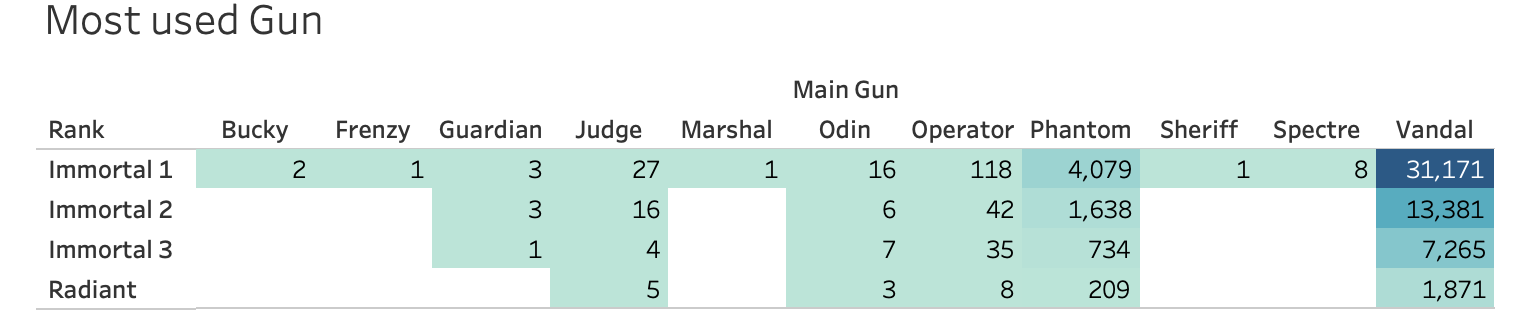 Most used Gun
Main Gun
Rank Bucky Frenzy Guardian Judge Marshal Odin Operator Phantom Sheriff Spectre Vandal
Immortal 1 2 1 3 27 1 16 118 4,079 1 8 31,171
Immortal 2 3 16 6 42 1,638 13,381
Immortal 3 1 4 7 35 734 7,265
Radiant 5 3 8 209 1,871